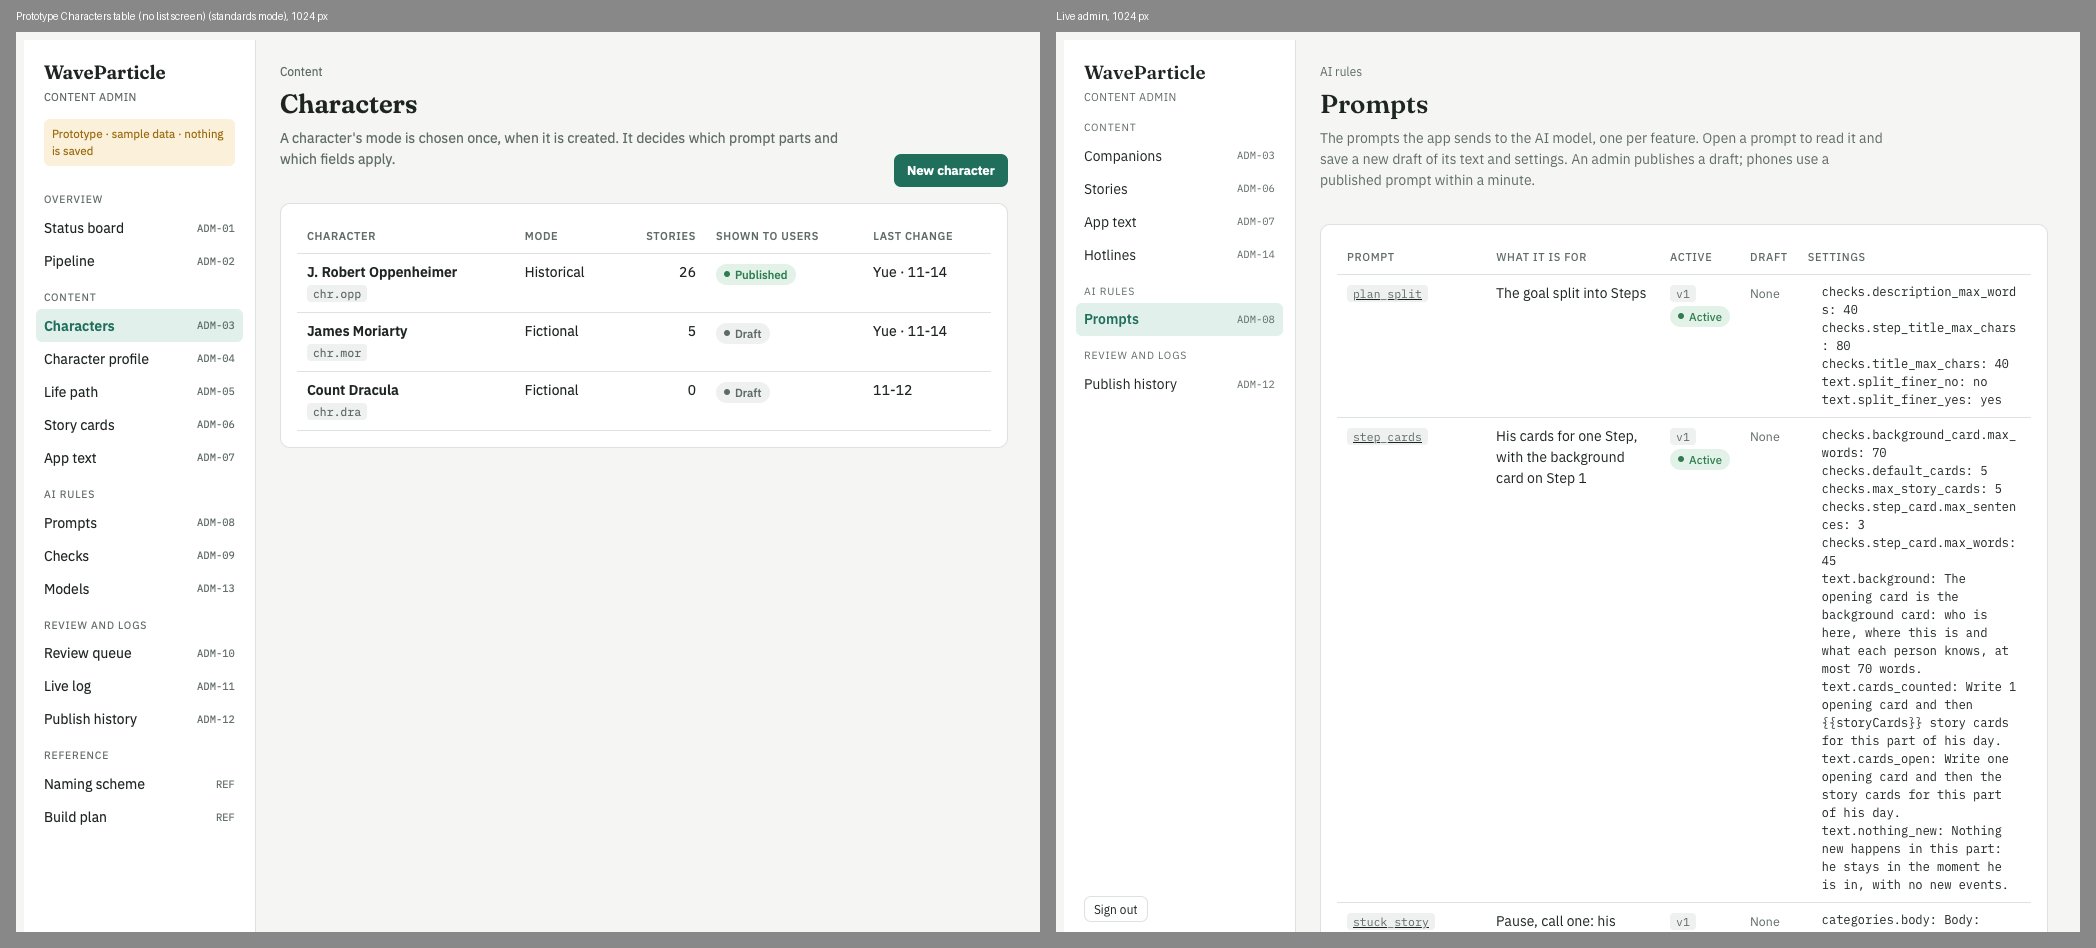 Prototype Characters table (no list screen) (standards mode), 1024 px
WaveParticle
CONTENT ADMIN
Prototype · sample data · nothing
is saved
OVERVIEW
Status board ADM-01
Pipeline ADM-02
CONTENT
Characters ADM-03
Character profile ADM-04
Life path ADM-05
Story cards ADM-06
App text ADM-07
AI RULES
Prompts ADM-08
Checks ADM-09
Models ADM-13
REVIEW AND LOGS
Review queue ADM-10
Live log ADM-11
Publish history ADM-12
REFERENCE
Naming scheme REF
Build plan REF
Content
Characters
A character's mode is chosen once, when it is created. It decides which prompt parts and
which fields apply.
New character
CHARACTER MODE STORIES SHOWN TO USERS LAST CHANGE
J. Robert Oppenheimer Historical 26 Published Yue · 11-14
chr.opp
James Moriarty Fictional 5 Draft Yue · 11-14
chr.mor
Count Dracula Fictional 0 Draft 11-12
chr.dra
Live admin, 1024 px
WaveParticle
CONTENT ADMIN
CONTENT
Companions ADM-03
Stories ADM-06
App text ADM-07
Hotlines ADM-14
AI RULES
Prompts ADM-08
REVIEW AND LOGS
Publish history ADM-12
Sign out
AI rules
Prompts
The prompts the app sends to the AI model, one per feature. Open a prompt to read it and
save a new draft of its text and settings. An admin publishes a draft; phones use a
published prompt within a minute.
PROMPT WHAT IT IS FOR ACTIVE DRAFT SETTINGS
plan_split The goal split into Steps v1 None
Active
checks.description_max_word
s: 40
checks.step_title_max_chars
: 80
checks.title_max_chars: 40
text.split_finer_no: no
text.split_finer_yes: yes
step_cards His cards for one Step, v1 None
with the background Active
card on Step 1
checks.background_card.max_
words: 70
checks.default_cards: 5
checks.max_story_cards: 5
checks.step_card.max_senten
ces: 3
checks.step_card.max_words:
45
text.background: The
opening card is the
background card: who is
here, where this is and
what each person knows, at
most 70 words.
text.cards_counted: Write 1
opening card and then
{{storyCards}} story cards
for this part of his day.
text.cards_open: Write one
opening card and then the
story cards for this part
of his day.
text.nothing_new: Nothing
new happens in this part:
he stays in the moment he
is in, with no new events.
stuck_story Pause, call one: his v1 None categories.body: Body: